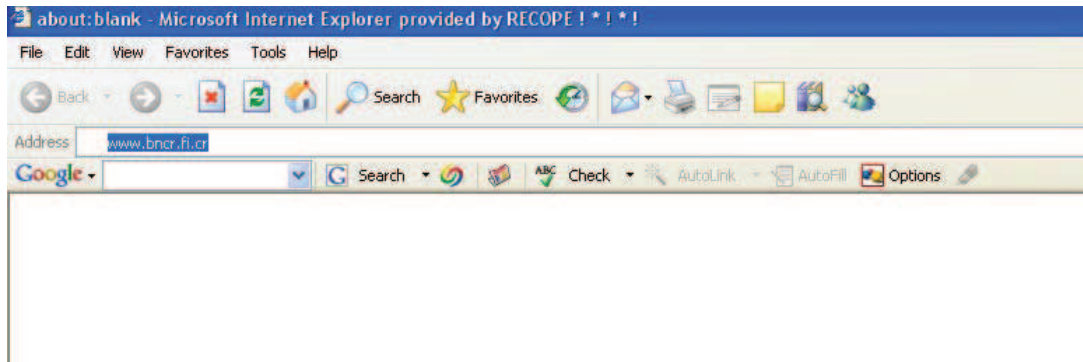 about:blank - Microsoft Internet Explorer provided by RECOPE ! * ! * !
File Edit View Favorites Tools Help
Back Search Favorites
Address www.bncr.fi.cr
Google G Search ABC Check AutoLink AutoFill Options